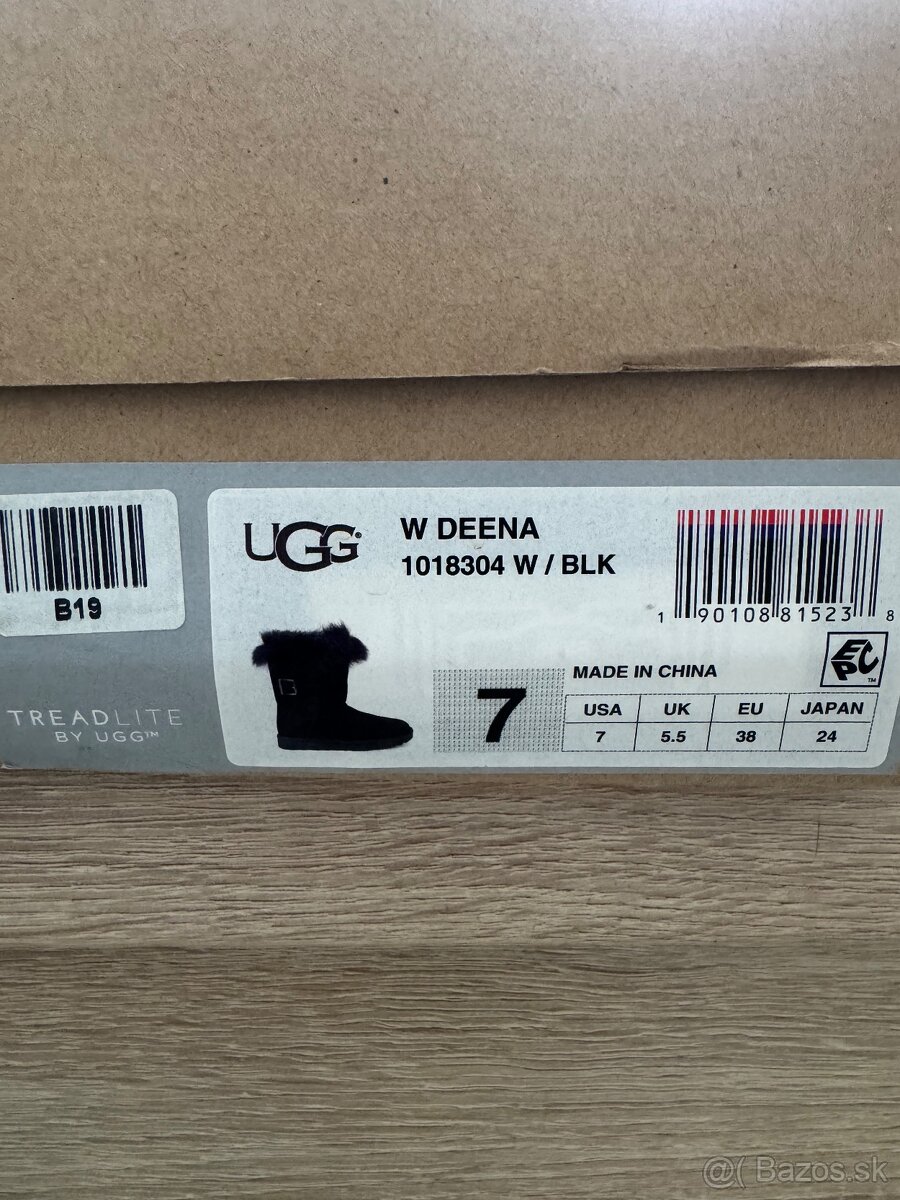 UGG®
W DEENA
1018304 W / BLK
1 90108 81523 8
B19
EPC™
MADE IN CHINA
7
USA UK EU JAPAN
7 5.5 38 24
TREADLITE
BY UGG™
@( Bazos.sk